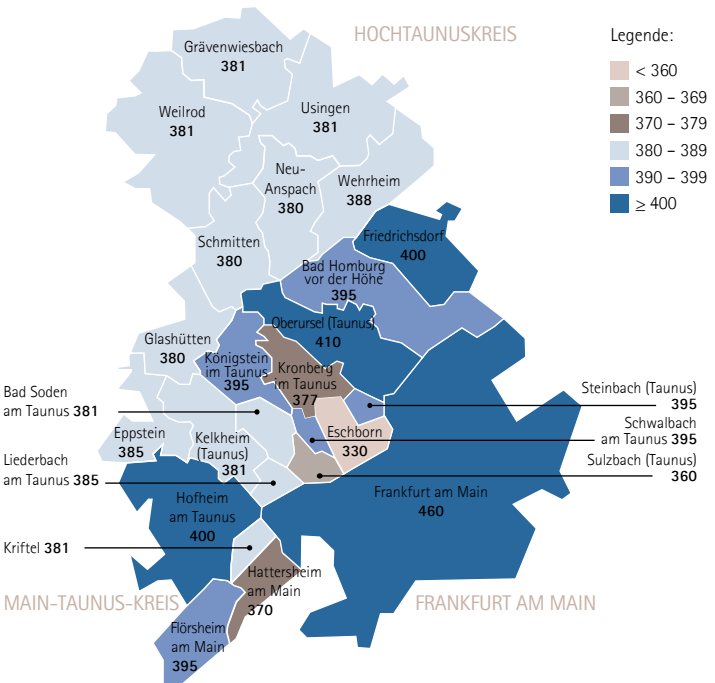 HOCHTAUNUSKREIS
Legende:
< 360
360 – 369
370 – 379
380 – 389
390 – 399
≥ 400
Grävenwiesbach
381
Weilrod
381
Usingen
381
Neu-
Anspach
380
Wehrheim
388
Schmitten
380
Friedrichsdorf
400
Bad Homburg
vor der Höhe
395
Oberursel (Taunus)
410
Glashütten
380
Königstein
im Taunus
395
Kronberg
im Taunus
377
Bad Soden
am Taunus 381
Steinbach (Taunus)
395
Schwalbach
am Taunus 395
Sulzbach (Taunus)
360
Eppstein
385
Kelkheim
(Taunus)
381
Eschborn
330
Liederbach
am Taunus 385
Hofheim
am Taunus
400
Frankfurt am Main
460
Kriftel 381
Hattersheim
am Main
370
MAIN-TAUNUS-KREIS
FRANKFURT AM MAIN
Flörsheim
am Main
395